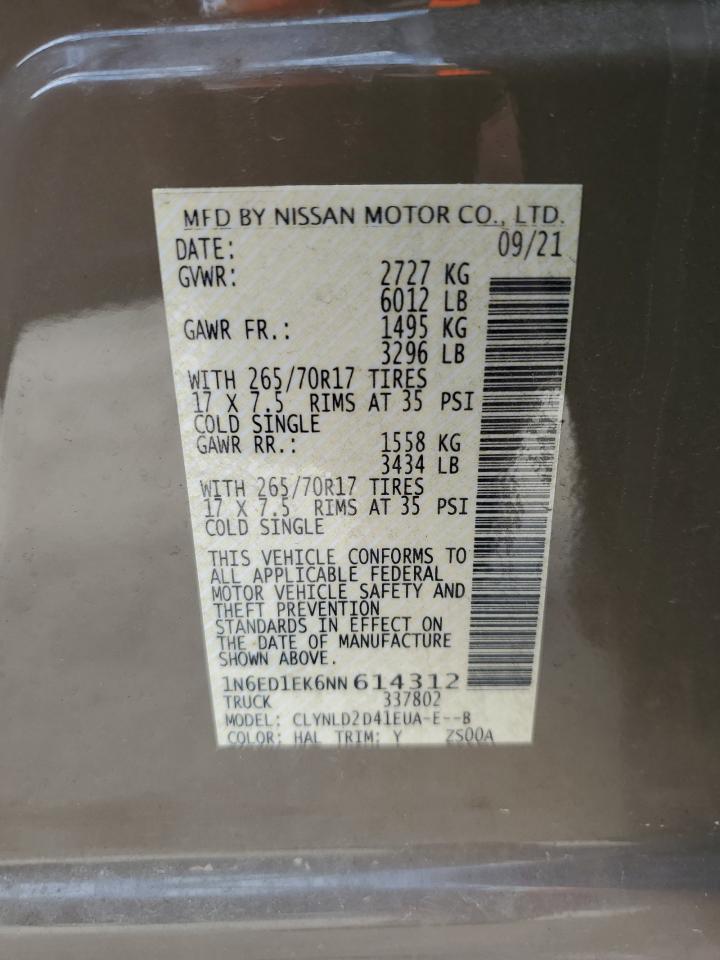 MFD BY NISSAN MOTOR CO., LTD.
DATE: 09/21
GVWR: 2727 KG
6012 LB
GAWR FR.: 1495 KG
3296 LB
WITH 265/70R17 TIRES
17 X 7.5 RIMS AT 35 PSI
COLD SINGLE
GAWR RR.: 1558 KG
3434 LB
WITH 265/70R17 TIRES
17 X 7.5 RIMS AT 35 PSI
COLD SINGLE
THIS VEHICLE CONFORMS TO
ALL APPLICABLE FEDERAL
MOTOR VEHICLE SAFETY AND
THEFT PREVENTION
STANDARDS IN EFFECT ON
THE DATE OF MANUFACTURE
SHOWN ABOVE.
1N6ED1EK6NN 614312
TRUCK 337802
MODEL: CLYNLD2D41EUA-E--B
COLOR: HAL TRIM: Y ZS00A